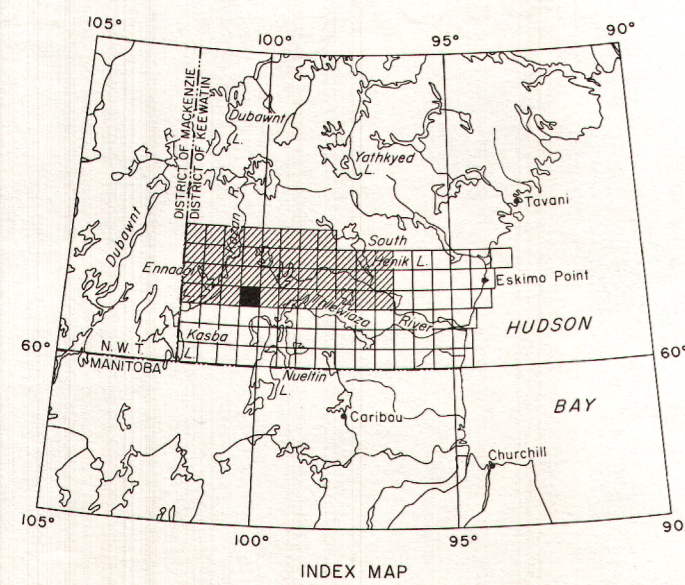 105°
100°
95°
90°
DISTRICT OF MACKENZIE
DISTRICT OF KEEWATIN
Dubawnt
L.
R.
Yathkyed
L.
R.
Tavani
Kazan
Dubawnt
South
Henik L.
Ennadai
Eskimo Point
Thlewiaza
River
HUDSON
Kasba
L.
60°
N. W. T.
MANITOBA
60°
Nueltin
L.
BAY
Caribou
Churchill
105°
100°
95°
90
INDEX MAP